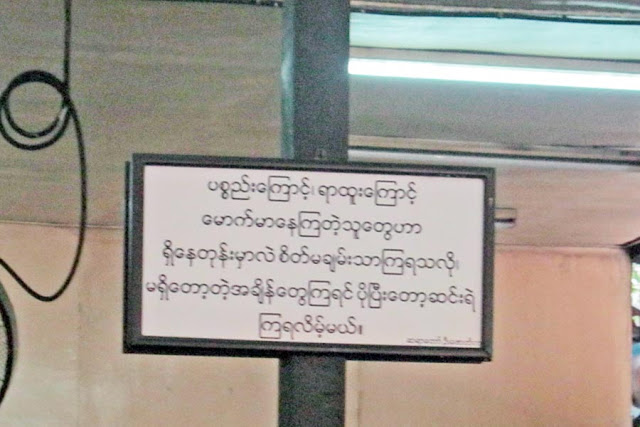 ပစ္စည်းကြောင့်၊ ရာထူးကြောင့်
မောက်မာနေကြတဲ့သူတွေဟာ
ရှိနေတုန်းမှာလဲ စိတ်မချမ်းသာကြရသလို၊
မရှိတော့တဲ့အချိန်တွေကြရင် ပိုပြီးတော့ဆင်းရဲ
ကြရလိမ့်မယ်။